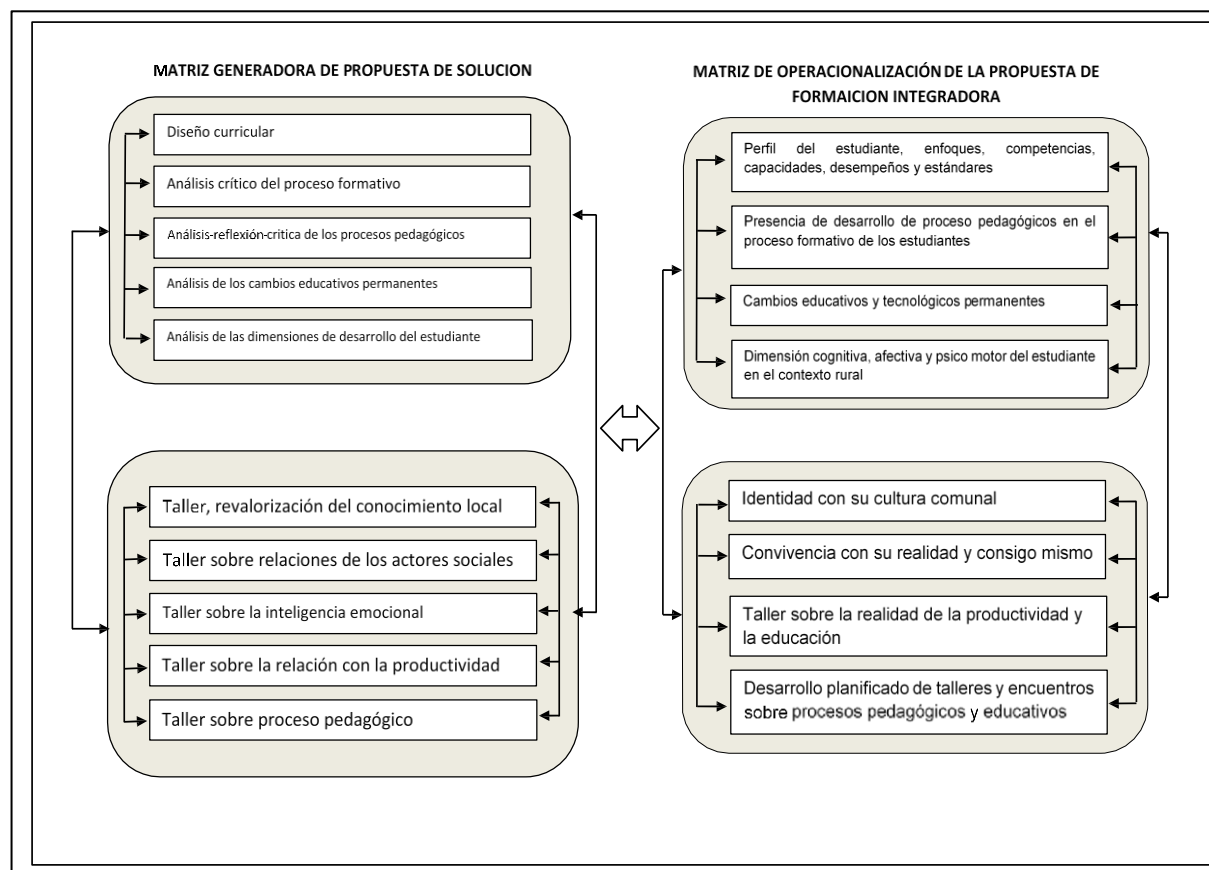 MATRIZ GENERADORA DE PROPUESTA DE SOLUCION
Diseño curricular
Análisis crítico del proceso formativo
Análisis-reflexión-critica de los procesos pedagógicos
Análisis de los cambios educativos permanentes
Análisis de las dimensiones de desarrollo del estudiante
Taller, revalorización del conocimiento local
Taller sobre relaciones de los actores sociales
Taller sobre la inteligencia emocional
Taller sobre la relación con la productividad
Taller sobre proceso pedagógico
MATRIZ DE OPERACIONALIZACIÓN DE LA PROPUESTA DE
FORMAICION INTEGRADORA
Perfil del estudiante, enfoques, competencias,
capacidades, desempeños y estándares
Presencia de desarrollo de proceso pedagógicos en el
proceso formativo de los estudiantes
Cambios educativos y tecnológicos permanentes
Dimensión cognitiva, afectiva y psico motor del estudiante
en el contexto rural
Identidad con su cultura comunal
Convivencia con su realidad y consigo mismo
Taller sobre la realidad de la productividad y
la educación
Desarrollo planificado de talleres y encuentros
sobre procesos pedagógicos y educativos